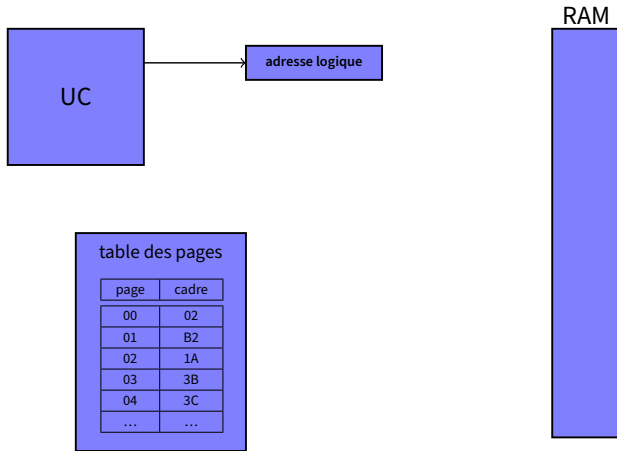 RAM
UC
adresse logique
table des pages
page cadre
00 02
01 B2
02 1A
03 3B
04 3C
... ...